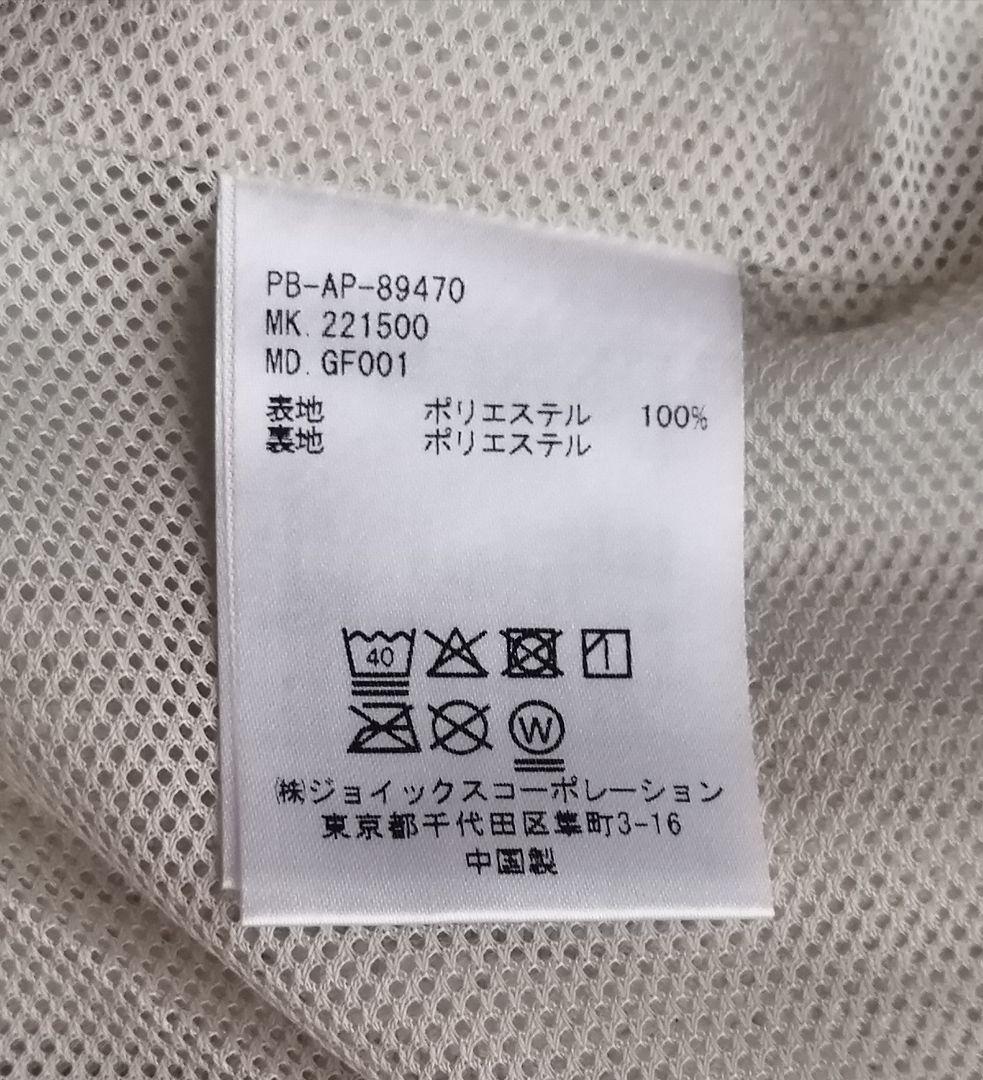 PB-AP-89470
MK. 221500
MD. GF001
表地 ポリエステル 100%
裏地 ポリエステル
40
W
㈱ジョイックスコーポレーション
東京都千代田区隼町3-16
中国製